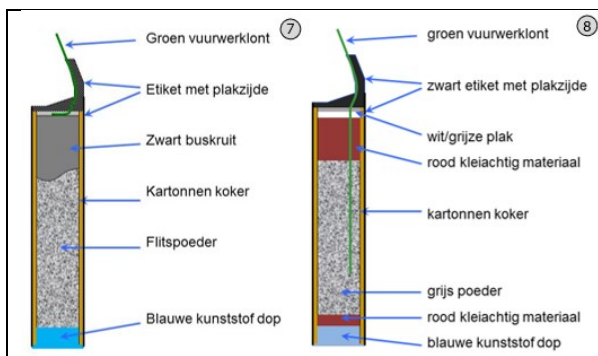 Groen vuurwerklont
7
Etiket met plakzijde
Zwart buskruit
Kartonnen koker
Flitspoeder
Blauwe kunststof dop
groen vuurwerklont
8
zwart etiket met plakzijde
wit/grijze plak
rood kleiachtig materiaal
kartonnen koker
grijs poeder
rood kleiachtig materiaal
blauwe kunststof dop